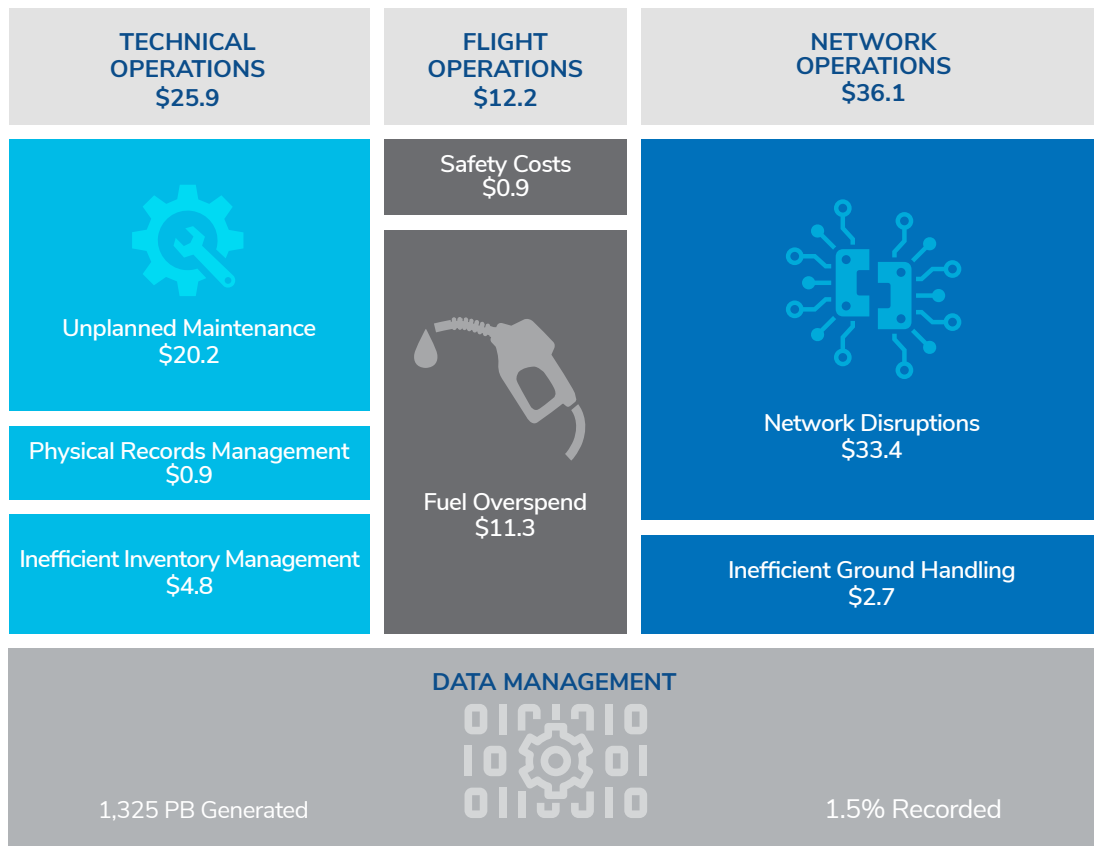 TECHNICAL
OPERATIONS
$25.9
FLIGHT
OPERATIONS
$12.2
NETWORK
OPERATIONS
$36.1
Unplanned Maintenance
$20.2
Physical Records Management
$0.9
Inefficient Inventory Management
$4.8
Safety Costs
$0.9
Fuel Overspend
$11.3
Network Disruptions
$33.4
Inefficient Ground Handling
$2.7
DATA MANAGEMENT
1,325 PB Generated
1.5% Recorded